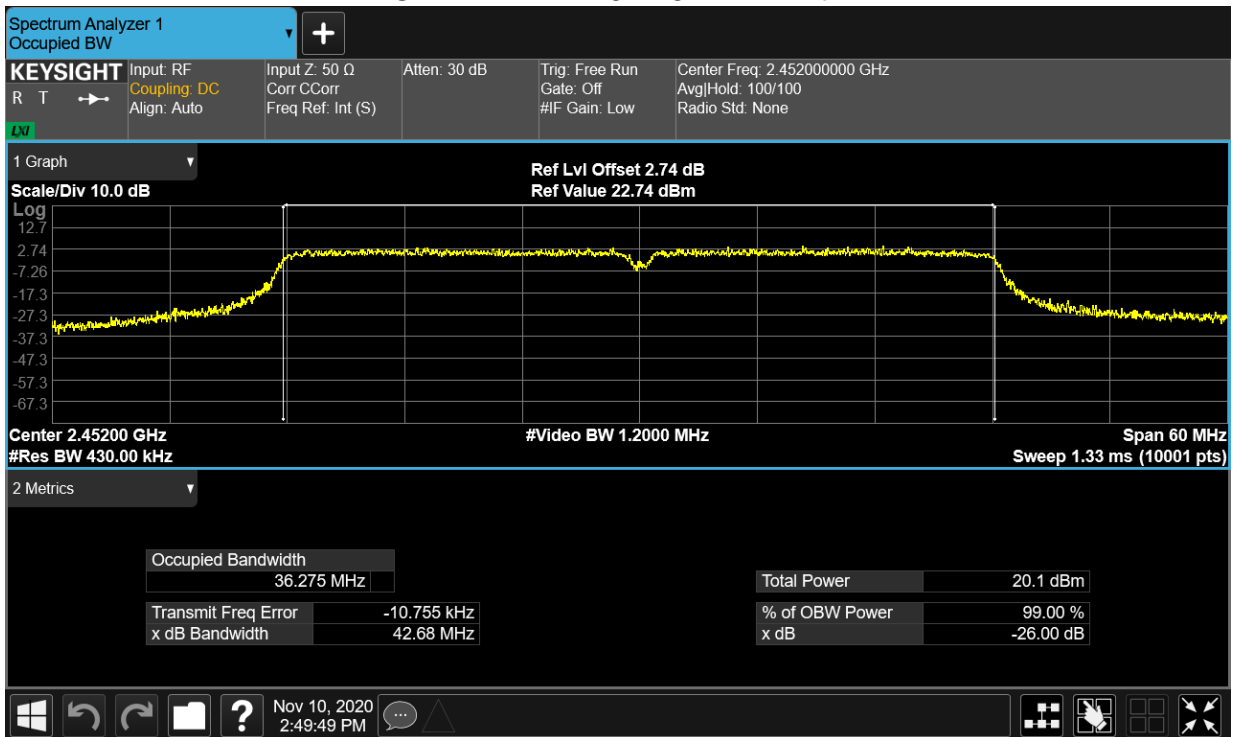 Spectrum Analyzer 1
Occupied BW
KEYSIGHT
R T
LXI
Input: RF
Coupling: DC
Align: Auto
Input Z: 50 Ω
Corr CCorr
Freq Ref: Int (S)
Atten: 30 dB
Trig: Free Run
Gate: Off
#IF Gain: Low
Center Freq: 2.452000000 GHz
Avg|Hold: 100/100
Radio Std: None
1 Graph
Scale/Div 10.0 dB
Ref Lvl Offset 2.74 dB
Ref Value 22.74 dBm
Log
12.7
2.74
-7.26
-17.3
-27.3
-37.3
-47.3
-57.3
-67.3
Center 2.45200 GHz
#Video BW 1.2000 MHz
Span 60 MHz
#Res BW 430.00 kHz
Sweep 1.33 ms (10001 pts)
2 Metrics
Occupied Bandwidth
36.275 MHz
Total Power 20.1 dBm
Transmit Freq Error -10.755 kHz
% of OBW Power 99.00 %
x dB Bandwidth 42.68 MHz
x dB -26.00 dB
?
Nov 10, 2020
2:49:49 PM